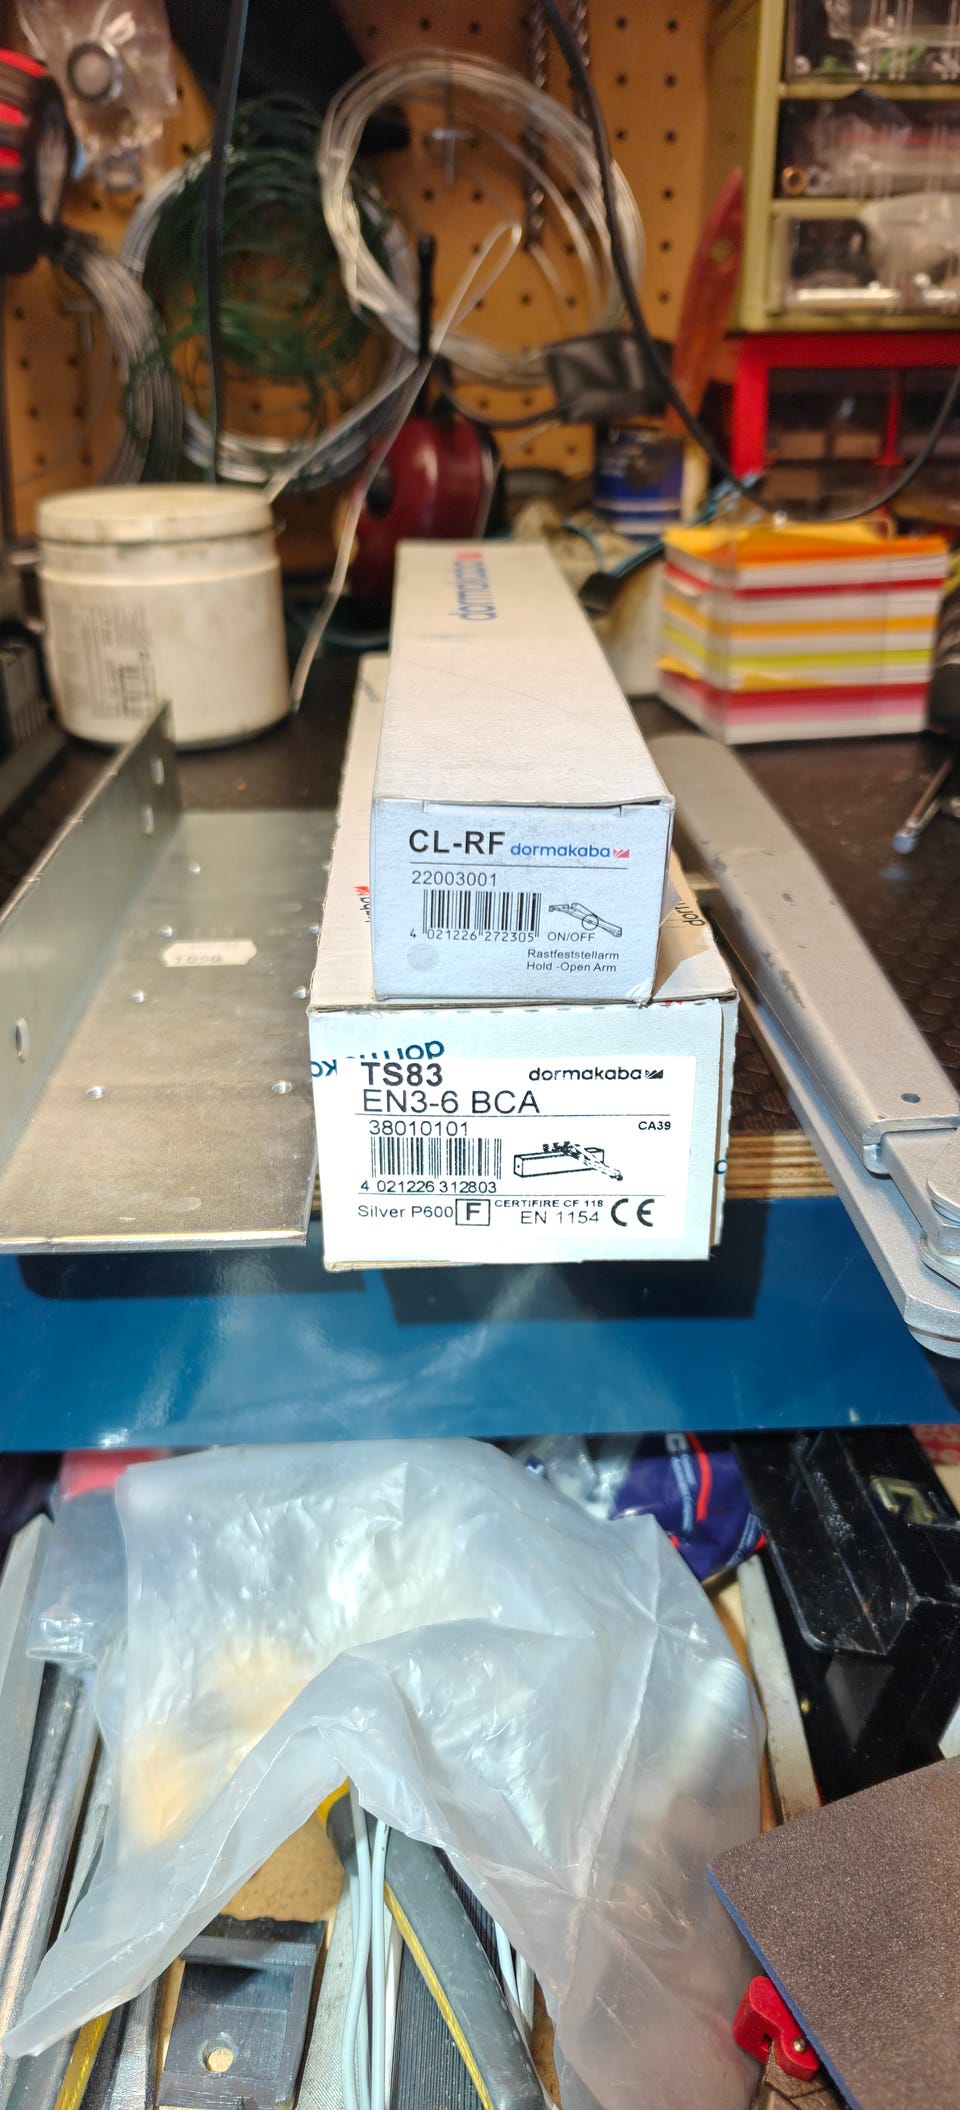 dormakaba
CL-RF dormakaba
22003001
4 021226 272305
ON/OFF
Rastfeststellarm
Hold -Open Arm
dormakaba
TS83
dormakaba
EN3-6 BCA
38010101
CA39
4 021226 312803
Silver P600 F
CERTIFIRE CF 118
EN 1154 CE